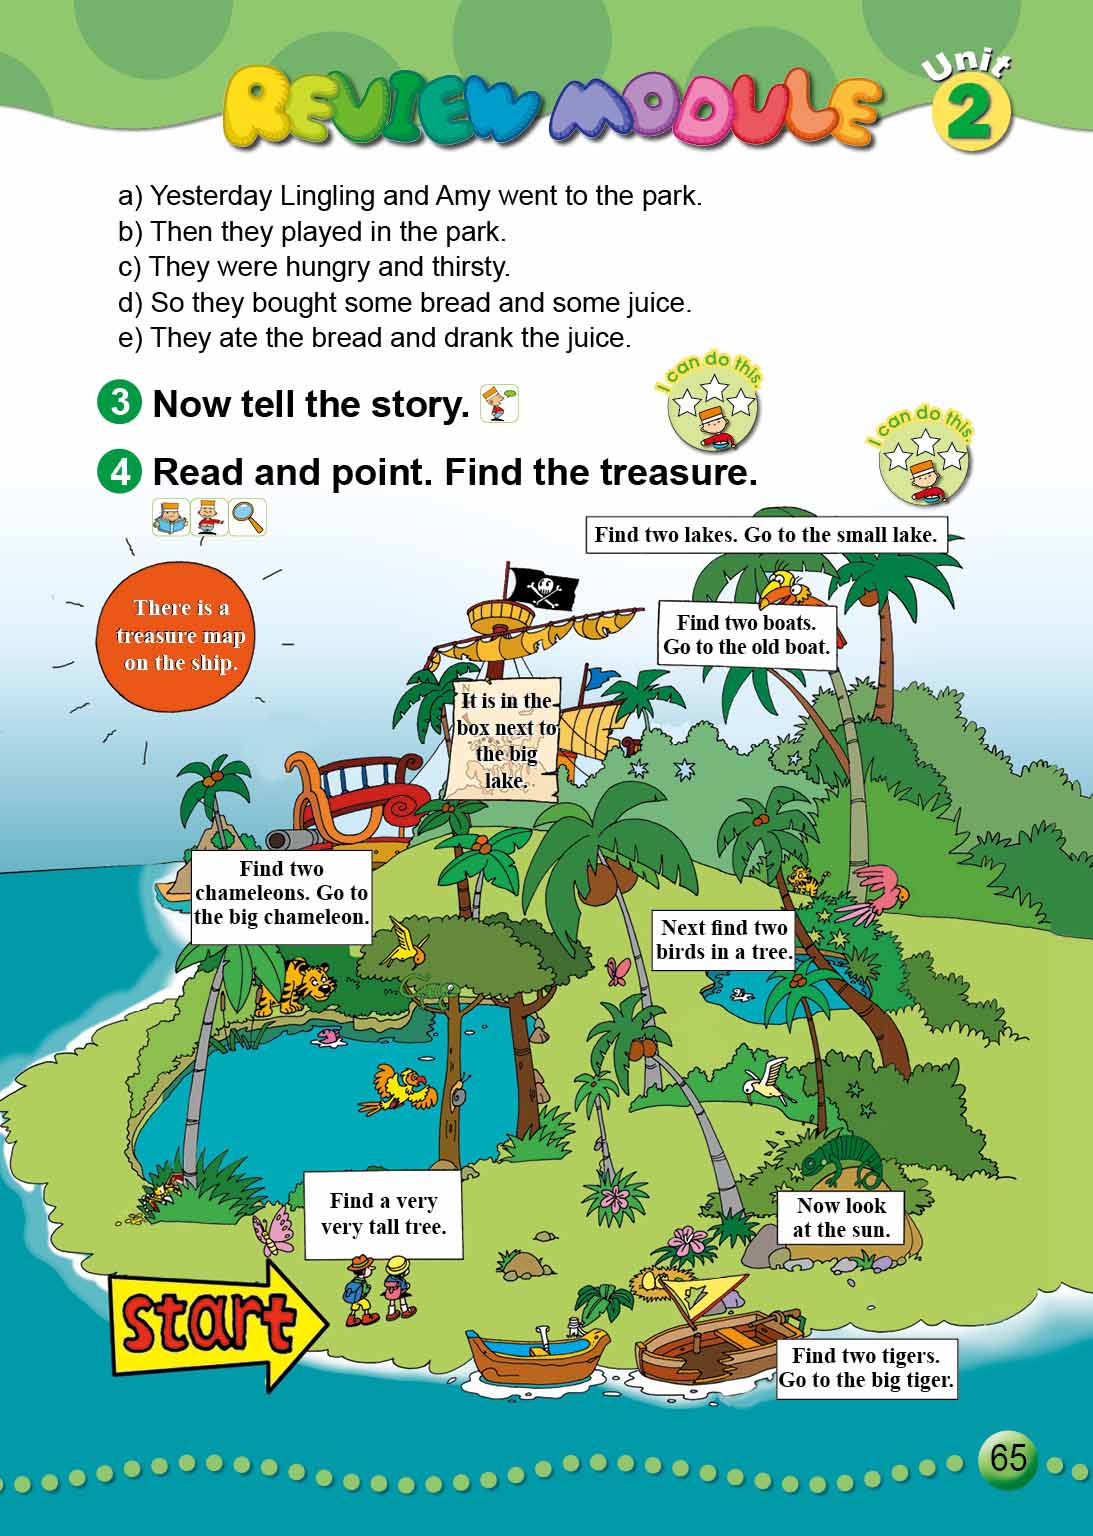 REVIEW MODULE
Unit
2
a) Yesterday Lingling and Amy went to the park.
b) Then they played in the park.
c) They were hungry and thirsty.
d) So they bought some bread and some juice.
e) They ate the bread and drank the juice.
3 Now tell the story.
I can do this.
4 Read and point. Find the treasure.
I can do this.
Find two lakes. Go to the small lake.
There is a
treasure map
on the ship.
Find two boats.
Go to the old boat.
N
It is in the
box next to
the big
lake.
Find two
chameleons. Go to
the big chameleon.
Next find two
birds in a tree.
Find a very
very tall tree.
Now look
at the sun.
start
Find two tigers.
Go to the big tiger.
65